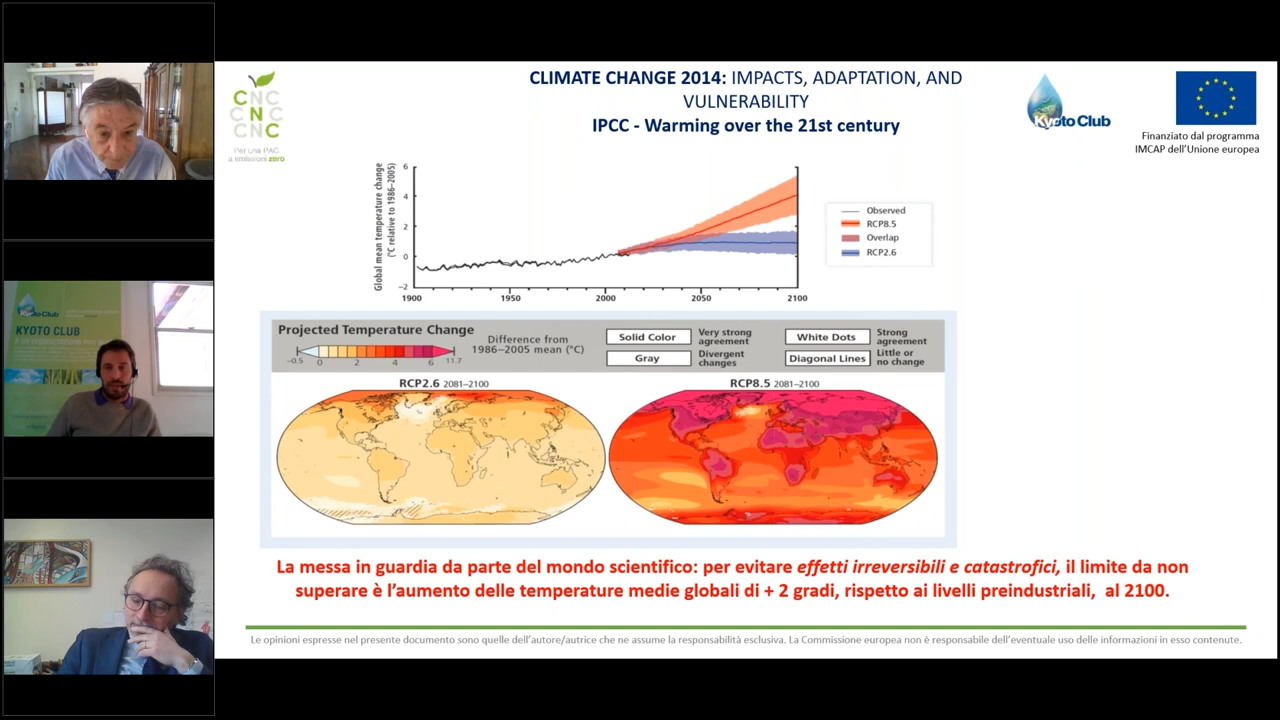 KyotoClub
KYOTO CLUB
CNC
CNC
CNC
Per una PAC
a emissioni zero
CLIMATE CHANGE 2014: IMPACTS, ADAPTATION, AND
VULNERABILITY
IPCC - Warming over the 21st century
Kyoto Club
Finanziato dal programma
IMCAP dell'Unione europea
Global mean temperature change
(°C relative to 1986–2005)
6
4
2
0
−2
1900
1950
2000
2050
2100
Observed
RCP8.5
Overlap
RCP2.6
Projected Temperature Change
−0.5
0
2
4
6
11.7
Difference from
1986–2005 mean (°C)
Solid Color
Very strong
agreement
White Dots
Strong
agreement
Gray
Divergent
changes
Diagonal Lines
Little or
no change
RCP2.6 2081–2100
RCP8.5 2081–2100
La messa in guardia da parte del mondo scientifico: per evitare effetti irreversibili e catastrofici, il limite da non
superare è l'aumento delle temperature medie globali di + 2 gradi, rispetto ai livelli preindustriali, al 2100.
Le opinioni espresse nel presente documento sono quelle dell'autore/autrice che ne assume la responsabilità esclusiva. La Commissione europea non è responsabile dell'eventuale uso delle informazioni in esso contenute.